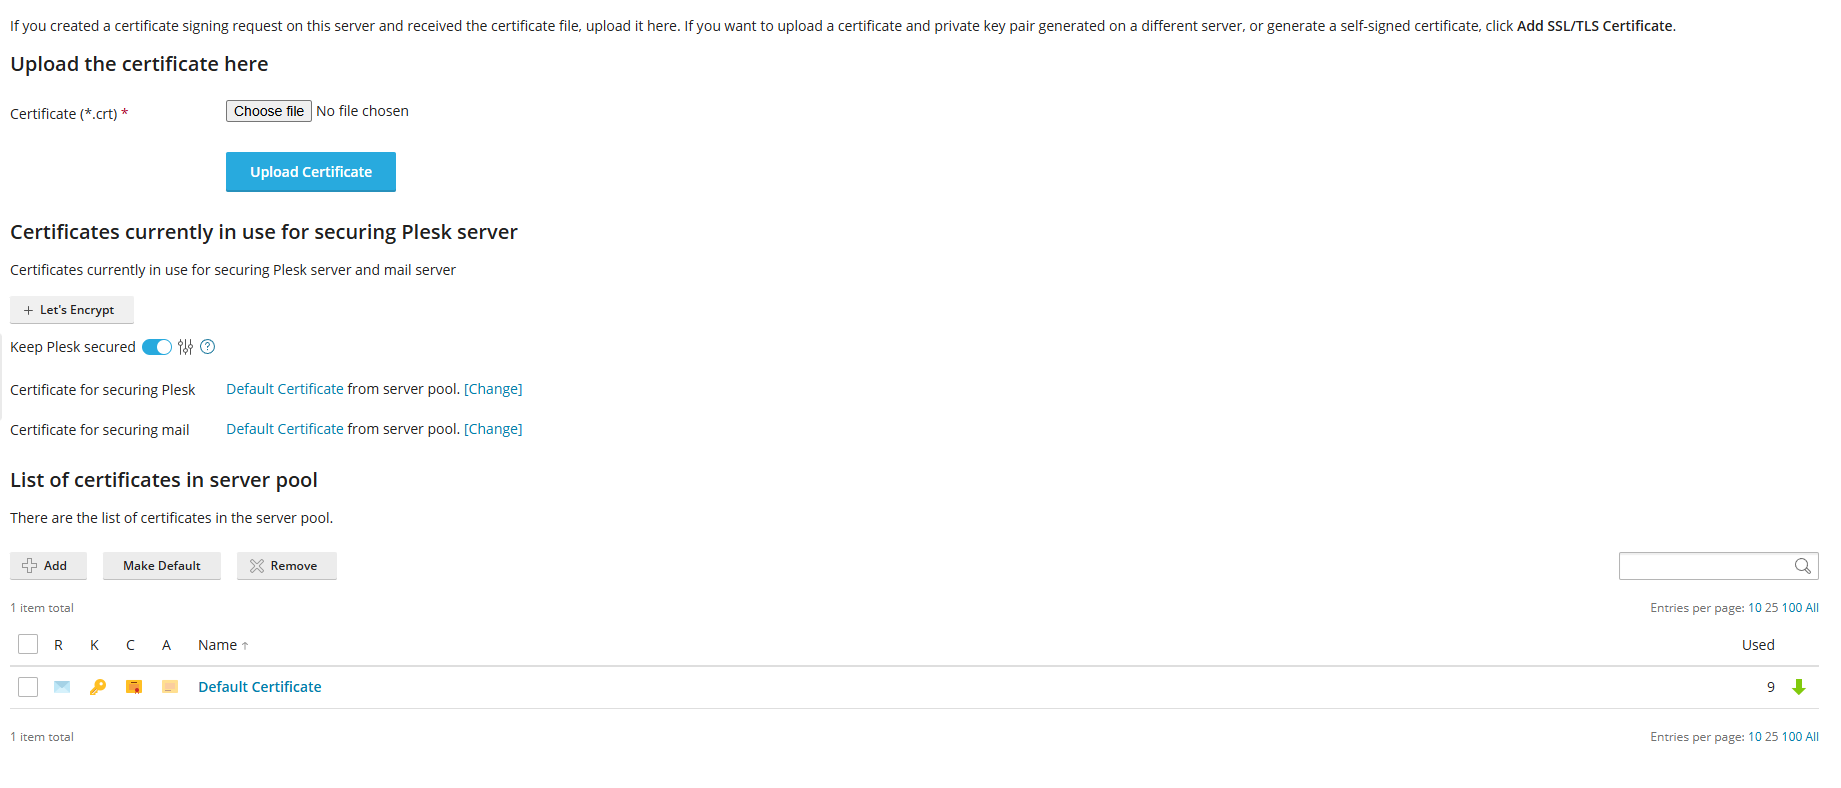 If you created a certificate signing request on this server and received the certificate file, upload it here. If you want to upload a certificate and private key pair generated on a different server, or generate a self-signed certificate, click Add SSL/TLS Certificate.
Upload the certificate here
Certificate (*.crt) *
Choose file No file chosen
Upload Certificate
Certificates currently in use for securing Plesk server
Certificates currently in use for securing Plesk server and mail server
+ Let's Encrypt
Keep Plesk secured ?
Certificate for securing Plesk Default Certificate from server pool. [Change]
Certificate for securing mail Default Certificate from server pool. [Change]
List of certificates in server pool
There are the list of certificates in the server pool.
Add Make Default Remove
1 item total Entries per page: 10 25 100 All
R K C A Name ↑ Used
Default Certificate 9
1 item total Entries per page: 10 25 100 All